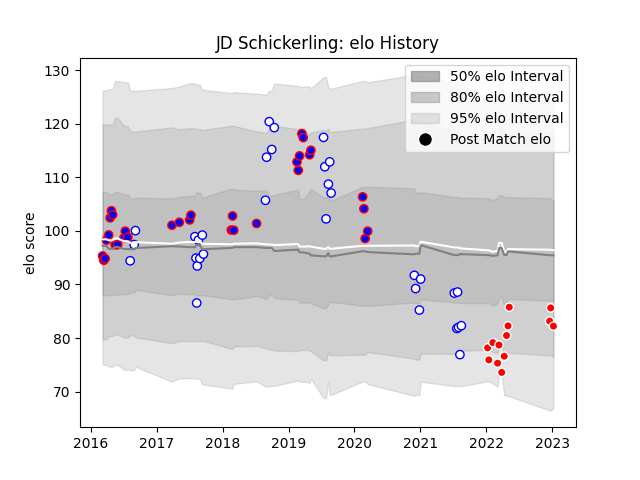 JD Schickerling: elo History
elo score
130
120
110
100
90
80
70
50% elo Interval
80% elo Interval
95% elo Interval
Post Match elo
2016 2017 2018 2019 2020 2021 2022 2023